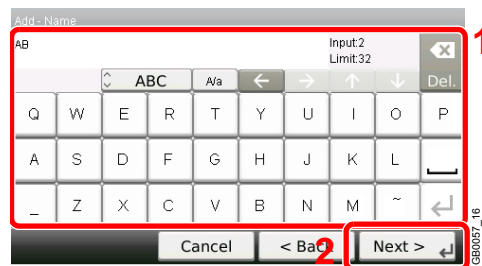 Add - Name
AB
Input:2
Limit:32
1
ABC A/a ← → ↑ ↓ Del.
Q W E R T Y U I O P
A S D F G H J K L
_ Z X C V B N M ~
Cancel < Back Next >
2
GB0057_16